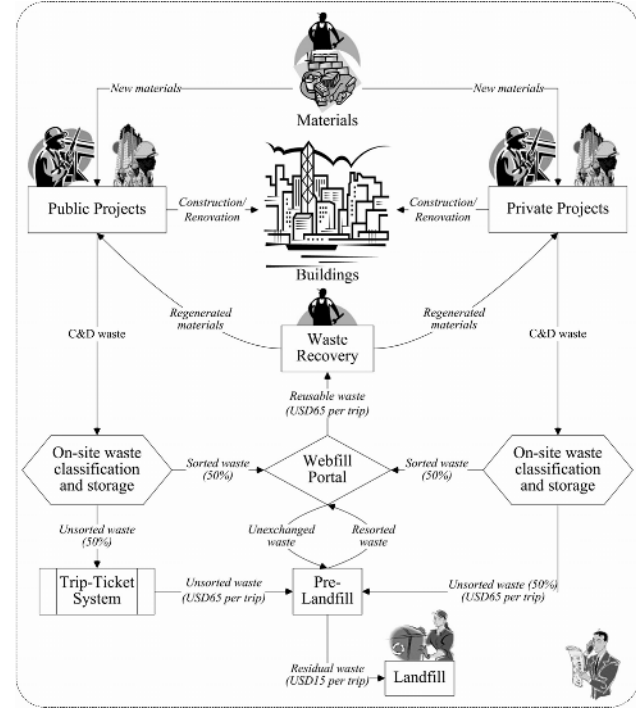 New materials
New materials
Materials
Public Projects
Construction/
Renovation
Construction/
Renovation
Private Projects
Buildings
Regenerated
materials
Regenerated
materials
C&D waste
Waste
Recovery
C&D waste
Reusable waste
(USD65 per trip)
On-site waste
classification
and storage
Sorted waste
(50%)
Webfill
Portal
Sorted waste
(50%)
On-site waste
classification
and storage
Unsorted waste
(50%)
Unexchanged
waste
Resorted
waste
Trip-Ticket
System
Unsorted waste
(USD65 per trip)
Pre-
Landfill
Unsorted waste (50%)
(USD65 per trip)
Residual waste
(USD15 per trip)
Landfill